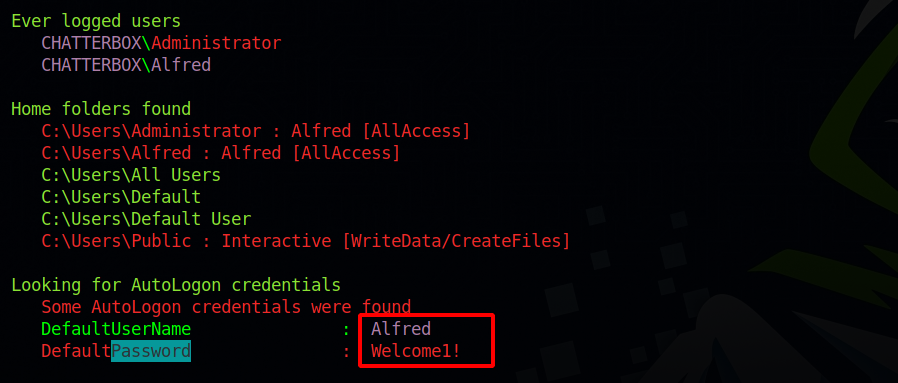 Ever logged users
CHATTERBOX\Administrator
CHATTERBOX\Alfred
Home folders found
C:\Users\Administrator : Alfred [AllAccess]
C:\Users\Alfred : Alfred [AllAccess]
C:\Users\All Users
C:\Users\Default
C:\Users\Default User
C:\Users\Public : Interactive [WriteData/CreateFiles]
Looking for AutoLogon credentials
Some AutoLogon credentials were found
DefaultUserName : Alfred
DefaultPassword : Welcome1!